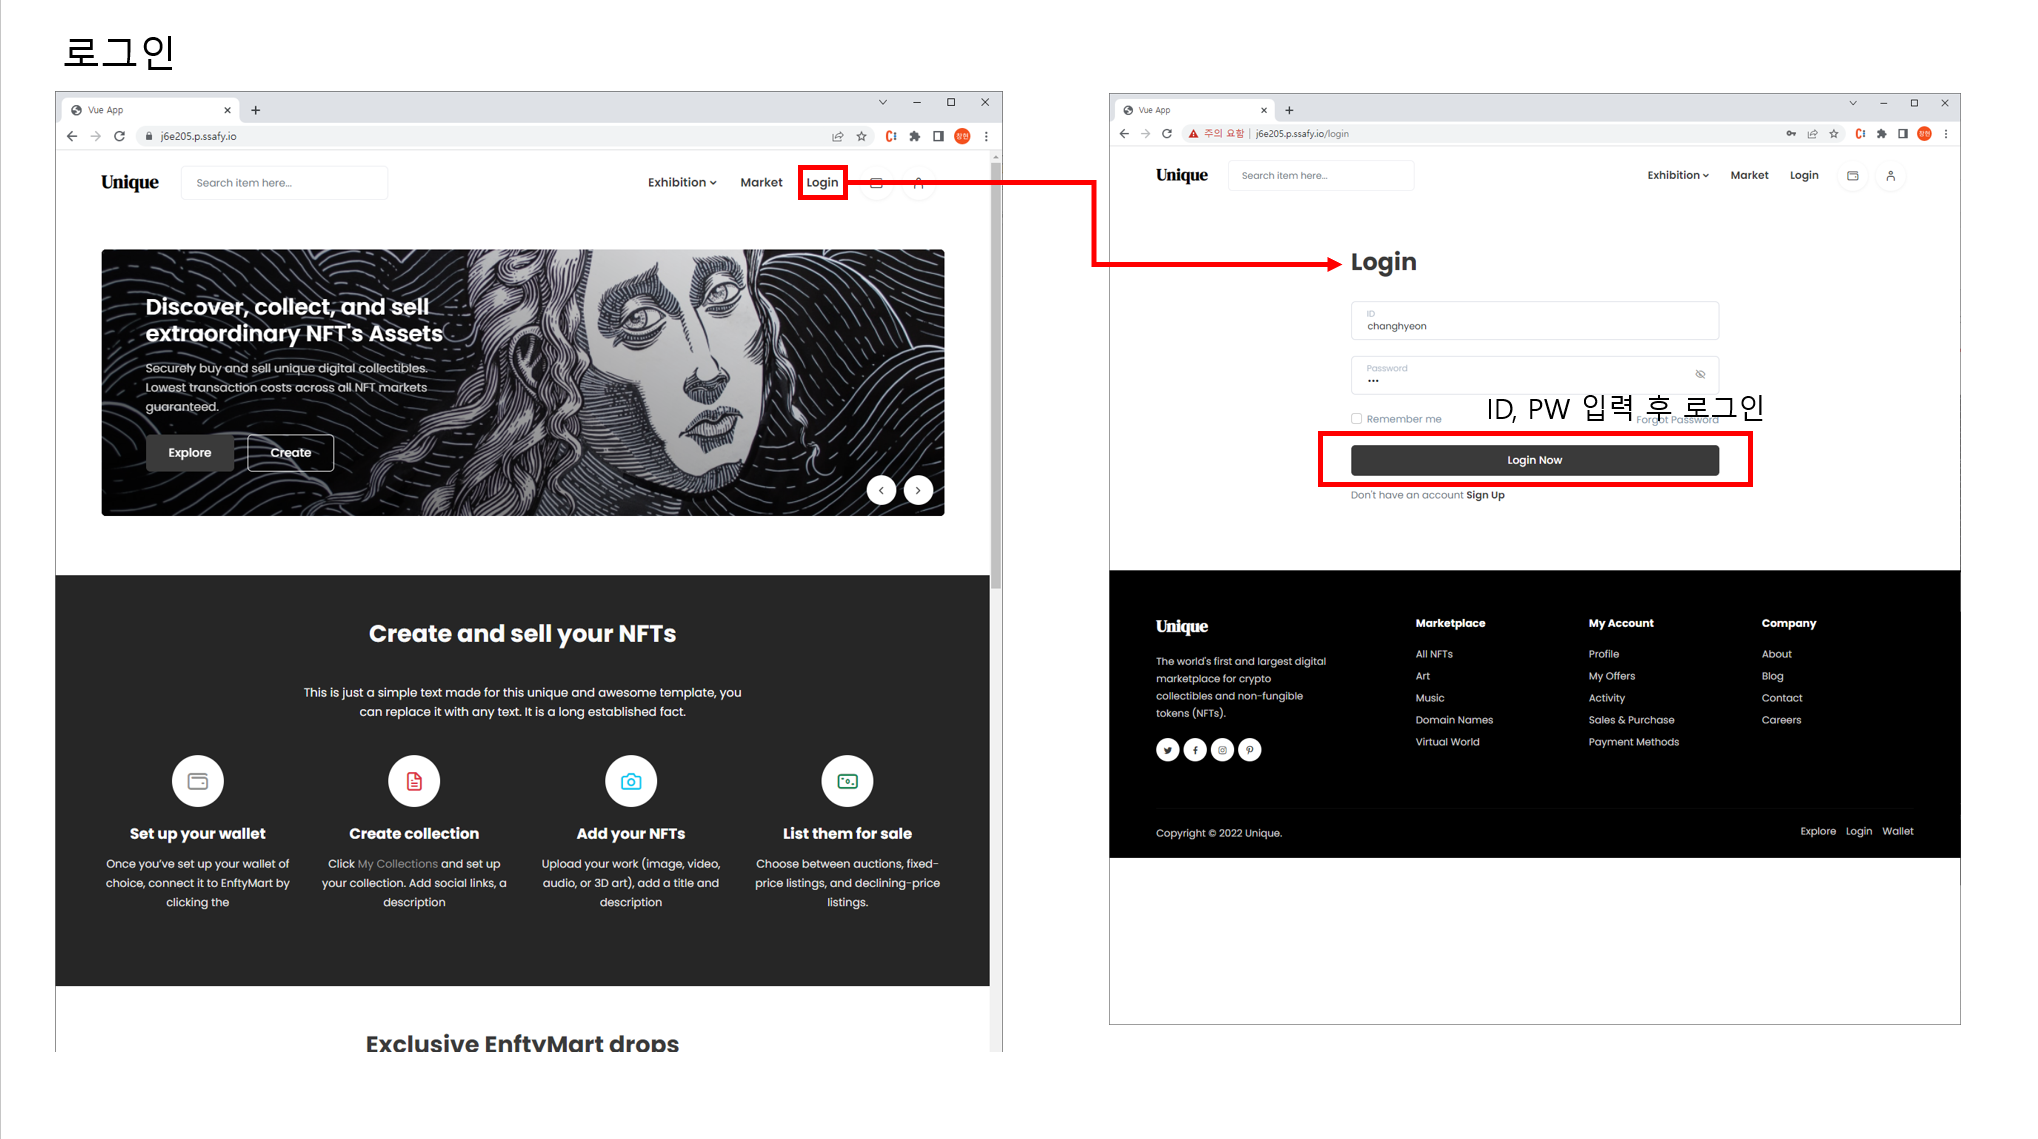 로그인
Vue App
j6e205.p.ssafy.io
창현
Unique
Search item here...
Exhibition
Market
Login
Discover, collect, and sell
extraordinary NFT's Assets
Securely buy and sell unique digital collectibles.
Lowest transaction costs across all NFT markets
guaranteed.
Explore
Create
Create and sell your NFTs
This is just a simple text made for this unique and awesome template, you
can replace it with any text. It is a long established fact.
Set up your wallet
Once you've set up your wallet of
choice, connect it to EnftyMart by
clicking the
Create collection
Click My Collections and set up
your collection. Add social links, a
description
Add your NFTs
Upload your work (image, video,
audio, or 3D art), add a title and
description
List them for sale
Choose between auctions, fixed-
price listings, and declining-price
listings.
Exclusive EnftyMart drops
Vue App
주의 요함 | j6e205.p.ssafy.io/login
창현
Unique
Search item here...
Exhibition
Market
Login
Login
ID
changhyeon
Password
•••
ID, PW 입력 후 로그인
Remember me
Forgot Password
Login Now
Don't have an account Sign Up
Unique
The world's first and largest digital
marketplace for crypto
collectibles and non-fungible
tokens (NFTs).
Marketplace
All NFTs
Art
Music
Domain Names
Virtual World
My Account
Profile
My Offers
Activity
Sales & Purchase
Payment Methods
Company
About
Blog
Contact
Careers
Copyright © 2022 Unique.
Explore
Login
Wallet